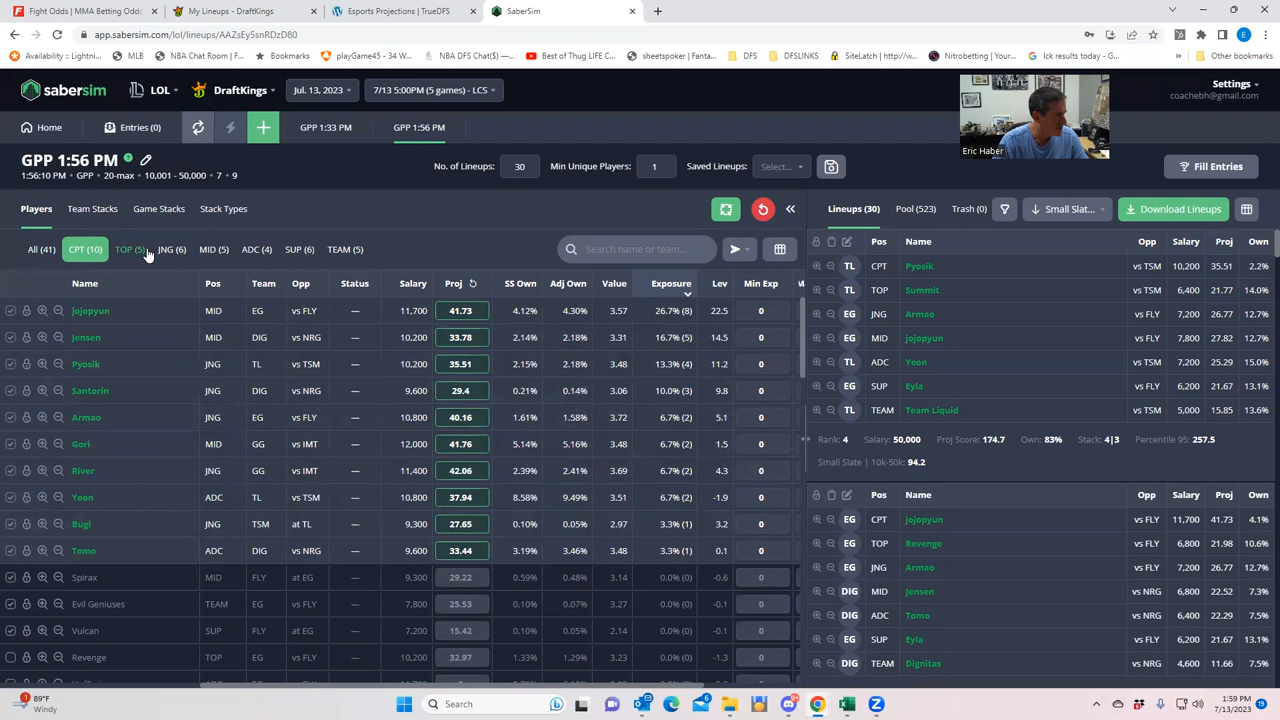 Fight Odds | MMA Betting Odds
My Lineups - DraftKings
Esports Projections | TrueDFS
SaberSim
app.sabersim.com/lol/lineups/AAZsEy5snRDzD80
Availability :: Lighti...
MLB
NBA Chat Room | F...
Bookmarks
playGame45 - 34 W...
NBA DFS Chat($) -...
sheetspoker | Lists...
DFS
DFSLINKS
SiteLatch | http://w...
Nitrobetting | Your...
lck results today - G...
Other bookmarks
sabersim
LOL
DraftKings
Jul 13 2023
7/13 5:00PM (5 games) - LCS
Settings
coachebh@gmail.com
Eric Haber
Home
Entries (0)
GPP 1:33 PM
GPP 1:56 PM
GPP 1:56 PM
1:56:10 PM • GPP • 20-max • 10,001 - 50,000 • 7 • 9
No. of Lineups: 30
Min Unique Players: 1
Saved Lineups: Select...
Fill Entries
Players
Team Stacks
Game Stacks
Stack Types
Lineups (30)
Pool (523)
Trash (0)
Small Slat...
Download Lineups
All (41)
CPT (10)
JNG (6)
MID (5)
ADC (4)
SUP (6)
TEAM (5)
Search name or team...
Name Pos Team Opp Status Salary Proj SS Own Adj Own Value Exposure Lev Min Exp
jojopyun MID EG vs FLY — 11,700 41.73 4.12% 4.30% 3.57 26.7% (8) 22.5 0
Jensen MID DIG vs NRG — 10,200 33.78 2.14% 2.18% 3.31 16.7% (5) 14.5 0
Pyosik JNG TL vs TSM — 10,200 35.51 2.15% 2.18% 3.48 13.3% (4) 11.2 0
Santorin JNG DIG vs NRG — 9,600 29.4 0.21% 0.14% 3.06 10.0% (3) 9.8 0
Armao JNG EG vs FLY — 10,800 40.16 1.61% 1.58% 3.72 6.7% (2) 5.1 0
Gori MID GG vs IMT — 12,000 41.76 5.14% 5.16% 3.48 6.7% (2) 1.5 0
River JNG GG vs IMT — 11,400 42.06 2.39% 2.41% 3.69 6.7% (2) 4.3 0
Yeon ADC TL vs TSM — 10,800 37.94 8.58% 9.49% 3.51 6.7% (2) -1.9 0
Bugi JNG TSM at TL — 9,300 27.65 0.10% 0.05% 2.97 3.3% (1) 3.2 0
Tomo ADC DIG vs NRG — 9,600 33.44 3.19% 3.46% 3.48 3.3% (1) 0.1 0
Spirax MID FLY at EG — 9,300 29.22 0.59% 0.48% 3.14 0.0% (0) -0.6 0
Evil Geniuses TEAM EG vs FLY — 7,800 25.53 0.10% 0.07% 3.27 0.0% (0) -0.1 0
Vulcan SUP FLY at EG — 7,200 15.42 0.10% 0.05% 2.14 0.0% (0) -0.1 0
Revenge TOP EG vs FLY — 10,200 32.97 1.33% 1.29% 3.23 0.0% (0) -1.3 0
Pos Name Opp Salary Proj Own
TL CPT Pyosik vs TSM 10,200 35.51 2.2%
TL TOP Summit vs TSM 6,400 21.77 14.0%
EG JNG Armao vs FLY 7,200 26.77 12.7%
EG MID jojopyun vs FLY 7,800 27.82 12.7%
TL ADC Yeon vs TSM 7,200 25.29 15.0%
EG SUP Eyla vs FLY 6,200 21.67 13.1%
TL TEAM Team Liquid vs TSM 5,000 15.85 13.6%
Rank: 4 Salary: 50,000 Proj Score: 174.7 Own: 83% Stack: 4|3 Percentile 95: 257.5
Small Slate | 10k-50k: 94.2
Pos Name Opp Salary Proj Own
EG CPT jojopyun vs FLY 11,700 41.73 4.1%
EG TOP Revenge vs FLY 6,800 21.98 10.6%
EG JNG Armao vs FLY 7,200 26.77 12.7%
DIG MID Jensen vs NRG 6,800 22.52 7.3%
DIG ADC Tomo vs NRG 6,400 22.29 7.5%
EG SUP Eyla vs FLY 6,200 21.67 13.1%
DIG TEAM Dignitas vs NRG 4,600 11.66 7.5%
89°F
Windy
Search
1:59 PM
7/13/2023